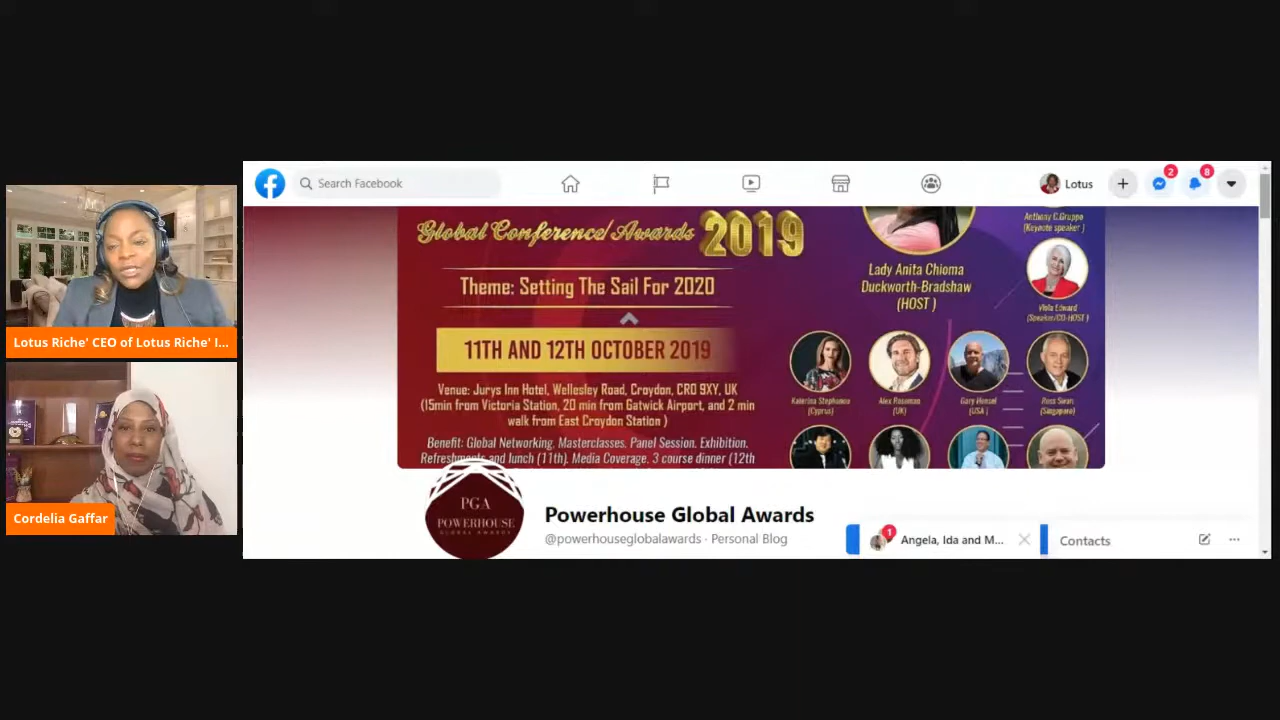 Lotus Riche' CEO of Lotus Riche' I...
Cordelia Gaffar
Search Facebook
Lotus
2
8
Global Conference/Awards 2019
Theme: Setting The Sail For 2020
11TH AND 12TH OCTOBER 2019
Venue: Jurys Inn Hotel, Wellesley Road, Croydon, CR0 9XY, UK
(15min from Victoria Station, 20 min from Gatwick Airport, and 2 min
walk from East Croydon Station )
Benefit: Global Networking. Masterclasses. Panel Session. Exhibition.
Refreshments and lunch (11th). Media Coverage. 3 course dinner (12th
Lady Anita Chioma
Duckworth-Bradshaw
(HOST )
Anthony C.Gruppo
(Keynote speaker )
Viola Edward
(Speaker/CO-HOST )
Katerina Stephanou
(Cyprus)
Alex
(UK)
Gary Hensel
(USA )
Ross Swan
(Singapore)
PGA
POWERHOUSE
GLOBAL AWARDS
Powerhouse Global Awards
@powerhouseglobalawards · Personal Blog
1
Angela, Ida and M...
Contacts